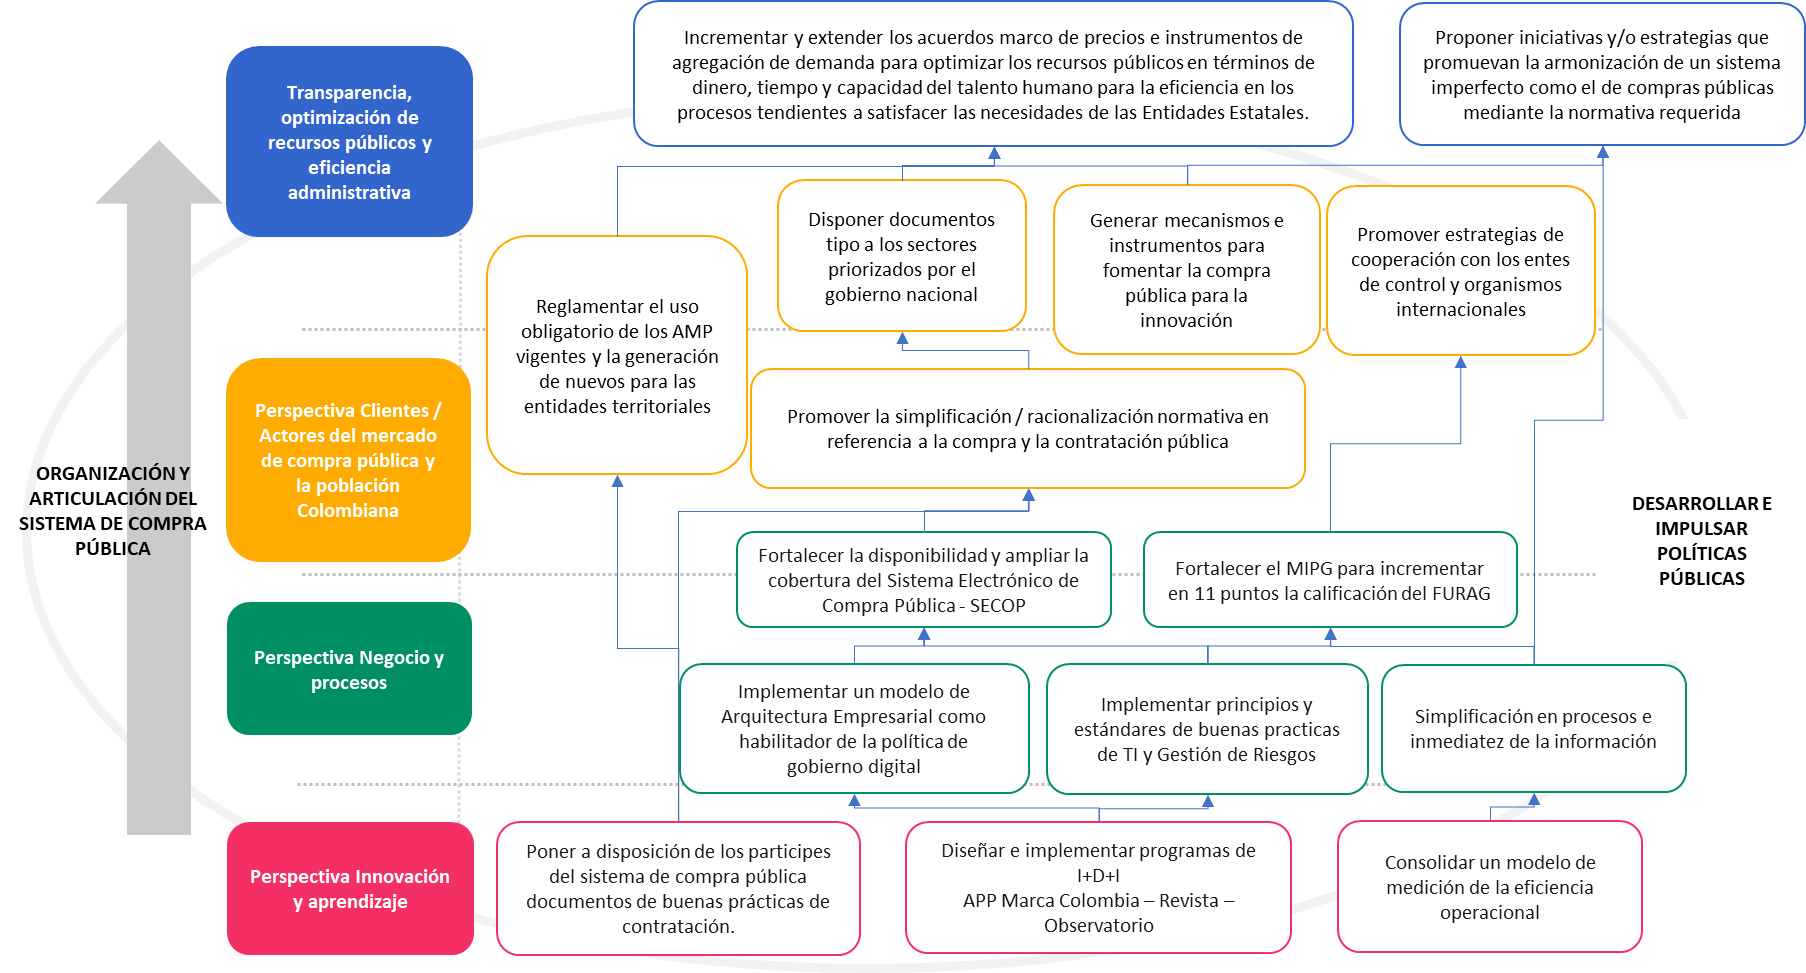 Incrementar y extender los acuerdos marco de precios e instrumentos de
agregación de demanda para optimizar los recursos públicos en términos de
dinero, tiempo y capacidad del talento humano para la eficiencia en los
procesos tendientes a satisfacer las necesidades de las Entidades Estatales.
Proponer iniciativas y/o estrategias que
promuevan la armonización de un sistema
imperfecto como el de compras públicas
mediante la normativa requerida
Transparencia,
optimización de
recursos públicos y
eficiencia
administrativa
Disponer documentos
tipo a los sectores
priorizados por el
gobierno nacional
Generar mecanismos e
instrumentos para
fomentar la compra
pública para la
innovación
Promover estrategias de
cooperación con los entes
de control y organismos
internacionales
Reglamentar el uso
obligatorio de los AMP
vigentes y la generación
de nuevos para las
entidades territoriales
Perspectiva Clientes /
Actores del mercado
de compra pública y
la población
Colombiana
Promover la simplificación / racionalización normativa en
referencia a la compra y la contratación pública
ORGANIZACIÓN Y
ARTICULACIÓN DEL
SISTEMA DE COMPRA
PÚBLICA
DESARROLLAR E
IMPULSAR
POLÍTICAS
PÚBLICAS
Fortalecer la disponibilidad y ampliar la
cobertura del Sistema Electrónico de
Compra Pública - SECOP
Fortalecer el MIPG para incrementar
en 11 puntos la calificación del FURAG
Perspectiva Negocio y
procesos
Implementar un modelo de
Arquitectura Empresarial como
habilitador de la política de
gobierno digital
Implementar principios y
estándares de buenas practicas
de TI y Gestión de Riesgos
Simplificación en procesos e
inmediatez de la información
Perspectiva Innovación
y aprendizaje
Poner a disposición de los participes
del sistema de compra pública
documentos de buenas prácticas de
contratación.
Diseñar e implementar programas de
I+D+I
APP Marca Colombia – Revista –
Observatorio
Consolidar un modelo de
medición de la eficiencia
operacional